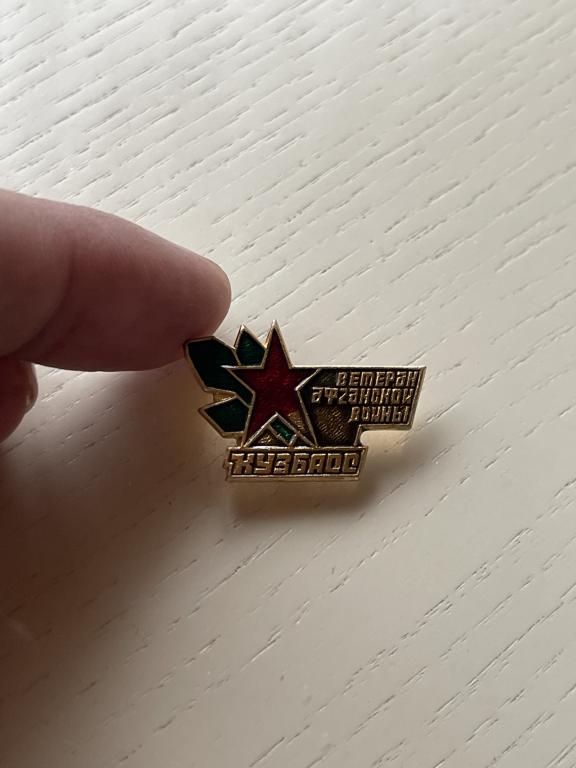 ветеран
афганской
войны
КУЗБАСС